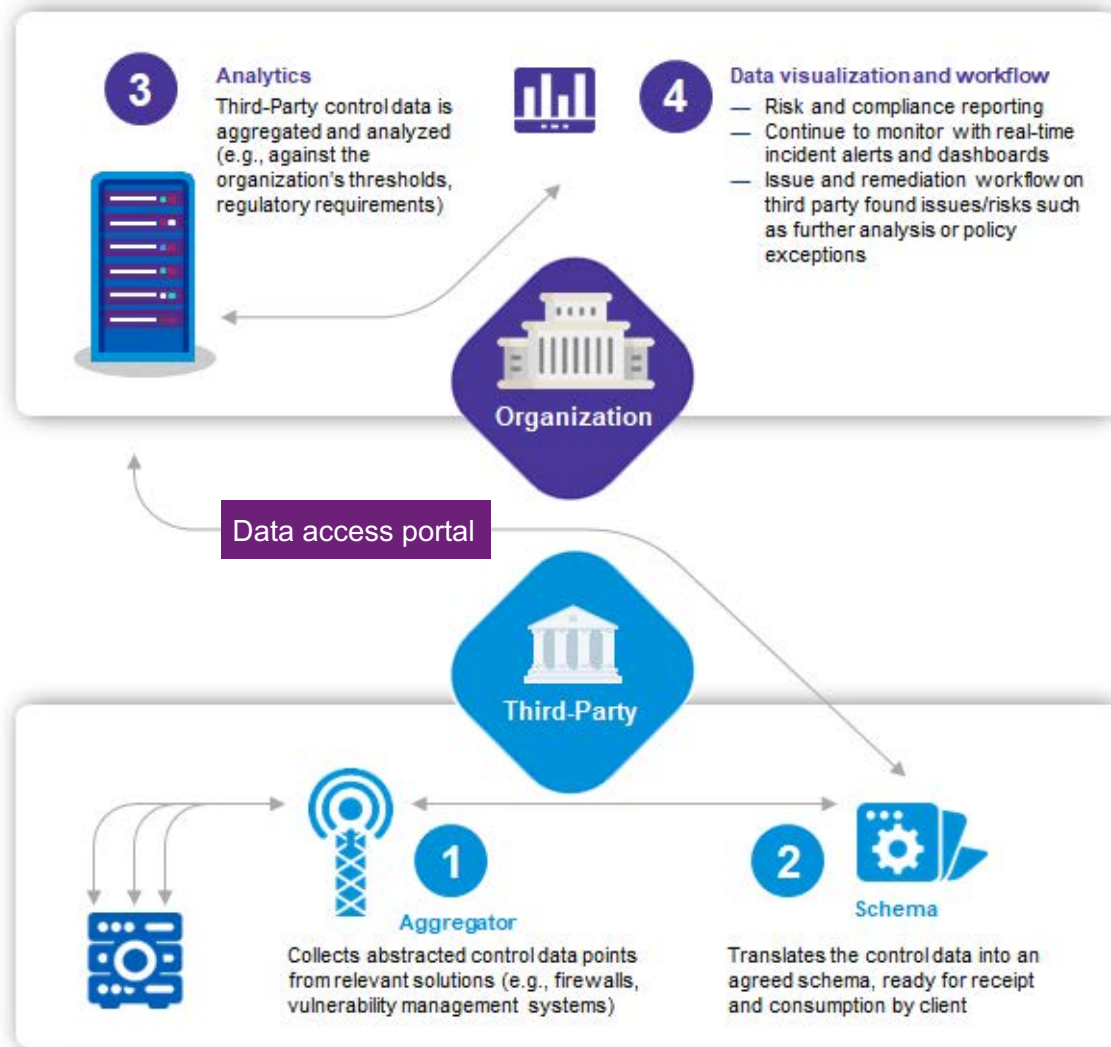 3
Analytics
Third-Party control data is
aggregated and analyzed
(e.g., against the
organization's thresholds,
regulatory requirements)
4
Data visualization and workflow
— Risk and compliance reporting
— Continue to monitor with real-time
incident alerts and dashboards
— Issue and remediation workflow on
third party found issues/risks such
as further analysis or policy
exceptions
Organization
Data access portal
Third-Party
1
Aggregator
Collects abstracted control data points
from relevant solutions (e.g., firewalls,
vulnerability management systems)
2
Schema
Translates the control data into an
agreed schema, ready for receipt
and consumption by client